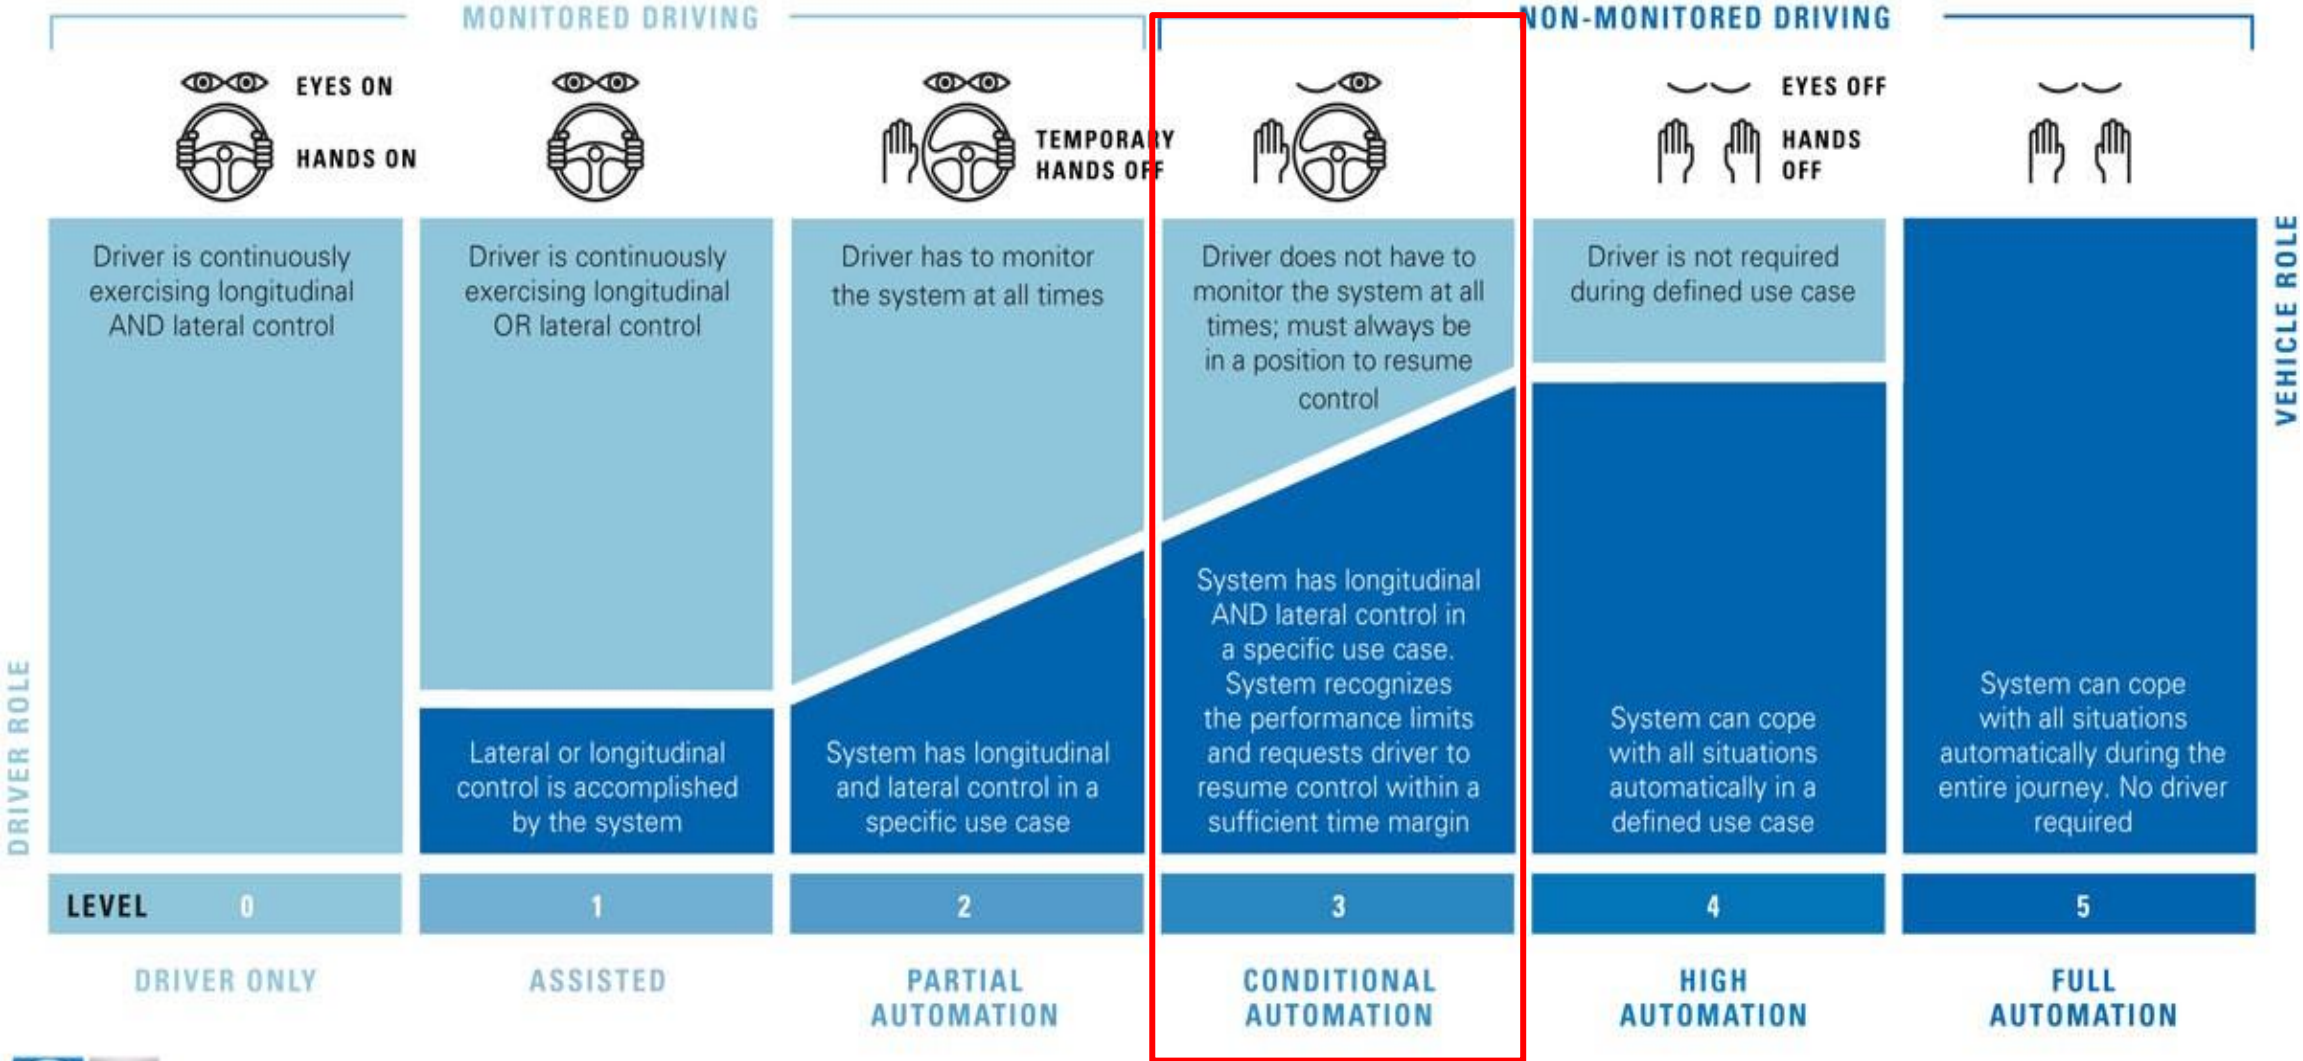 MONITORED DRIVING
NON-MONITORED DRIVING
EYES ON
HANDS ON
TEMPORARY
HANDS OFF
EYES OFF
HANDS
OFF
Driver is continuously
exercising longitudinal
AND lateral control
Driver is continuously
exercising longitudinal
OR lateral control
Lateral or longitudinal
control is accomplished
by the system
Driver has to monitor
the system at all times
System has longitudinal
and lateral control in a
specific use case
Driver does not have to
monitor the system at all
times; must always be
in a position to resume
control
System has longitudinal
AND lateral control in
a specific use case.
System recognizes
the performance limits
and requests driver to
resume control within a
sufficient time margin
Driver is not required
during defined use case
System can cope
with all situations
automatically in a
defined use case
System can cope
with all situations
automatically during the
entire journey. No driver
required
DRIVER ROLE
VEHICLE ROLE
LEVEL 0
1
2
3
4
5
DRIVER ONLY
ASSISTED
PARTIAL
AUTOMATION
CONDITIONAL
AUTOMATION
HIGH
AUTOMATION
FULL
AUTOMATION